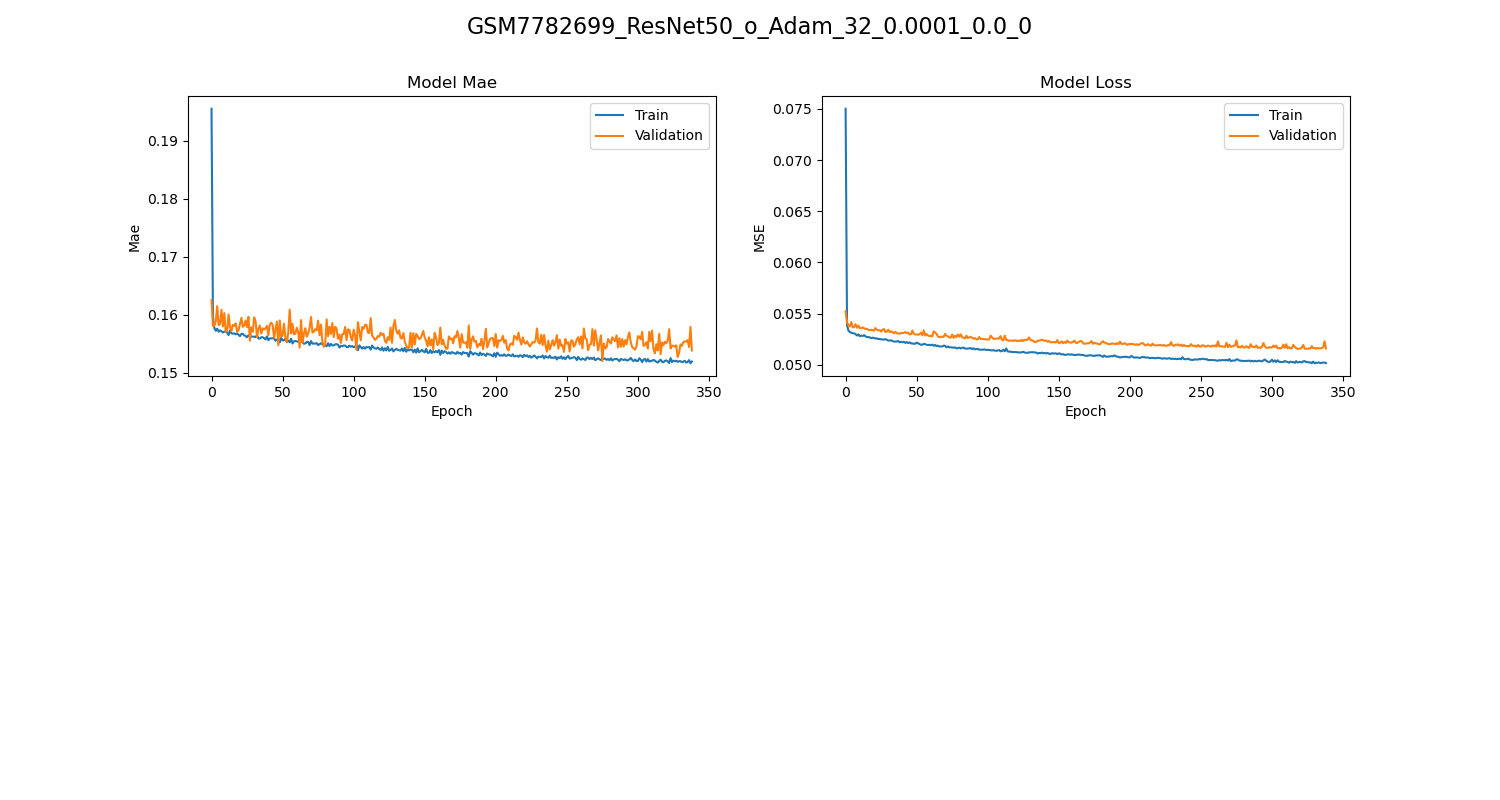 GSM7782699_ResNet50_o_Adam_32_0.0001_0.0_0
Model Mae
Train
Validation
0.19
0.18
0.17
0.16
0.15
Mae
0 50 100 150 200 250 300 350
Epoch
Model Loss
Train
Validation
0.075
0.070
0.065
0.060
0.055
0.050
MSE
0 50 100 150 200 250 300 350
Epoch